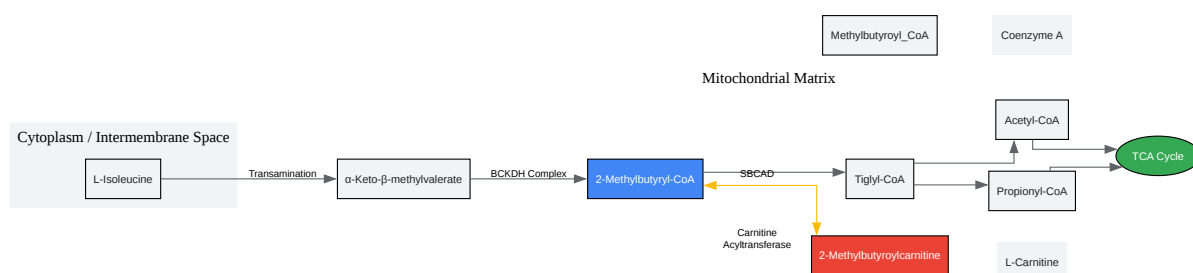 Methylbutyroyl_CoA
Coenzyme A
Mitochondrial Matrix
Cytoplasm / Intermembrane Space
L-Isoleucine
Transamination
α-Keto-β-methylvalerate
BCKDH Complex
2-Methylbutyryl-CoA
SBCAD
Tiglyl-CoA
Acetyl-CoA
Propionyl-CoA
TCA Cycle
Carnitine
Acyltransferase
2-Methylbutyroylcarnitine
L-Carnitine